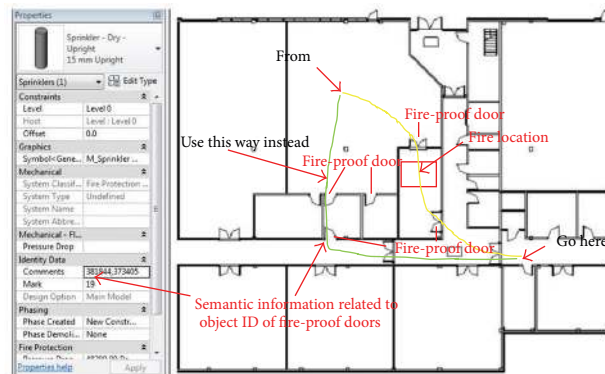 Properties
Sprinkler - Dry -
Upright
15 mm Upright
Sprinklers (1)
Edit Type
Constraints
Level
Level 0
Host
Level : Level 0
Offset
0.0
Graphics
Symbol<Gene...
M_Sprinkler ...
Mechanical
System Classif...
Fire Protection ...
System Type
Undefined
System Name
System Abbre...
Mechanical - Fl...
Pressure Drop
Identity Data
Comments
381844,373405
Mark
19
Design Option
Main Model
Phasing
Phase Created
New Constr...
Phase Demoli...
None
Fire Protection
Properties help
Apply
From
Fire-proof door
Fire location
Use this way instead
Fire-proof door
Fire-proof door
Go here
Semantic information related to
object ID of fire-proof doors